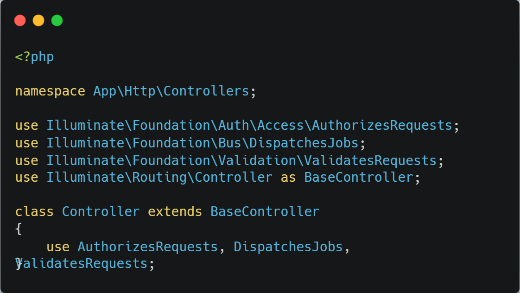 <?php
namespace App\Http\Controllers;
use Illuminate\Foundation\Auth\Access\AuthorizesRequests;
use Illuminate\Foundation\Bus\DispatchesJobs;
use Illuminate\Foundation\Validation\ValidatesRequests;
use Illuminate\Routing\Controller as BaseController;
class Controller extends BaseController
{
    use AuthorizesRequests, DispatchesJobs,
ValidatesRequests;
}